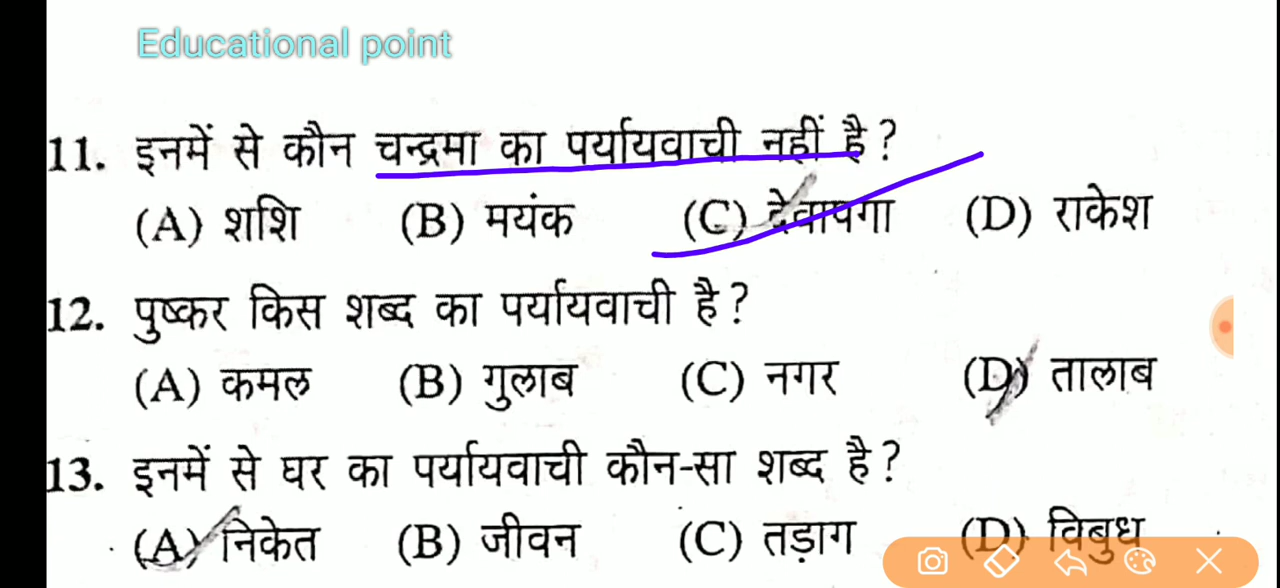 Educational point
11. इनमें से कौन चन्द्रमा का पर्यायवाची नहीं है?
(A) शशि (B) मयंक (C) देवापगा (D) राकेश
12. पुष्कर किस शब्द का पर्यायवाची है?
(A) कमल (B) गुलाब (C) नगर (D) तालाब
13. इनमें से घर का पर्यायवाची कौन-सा शब्द है?
(A) निकेत (B) जीवन (C) तड़ाग (D) विबुध